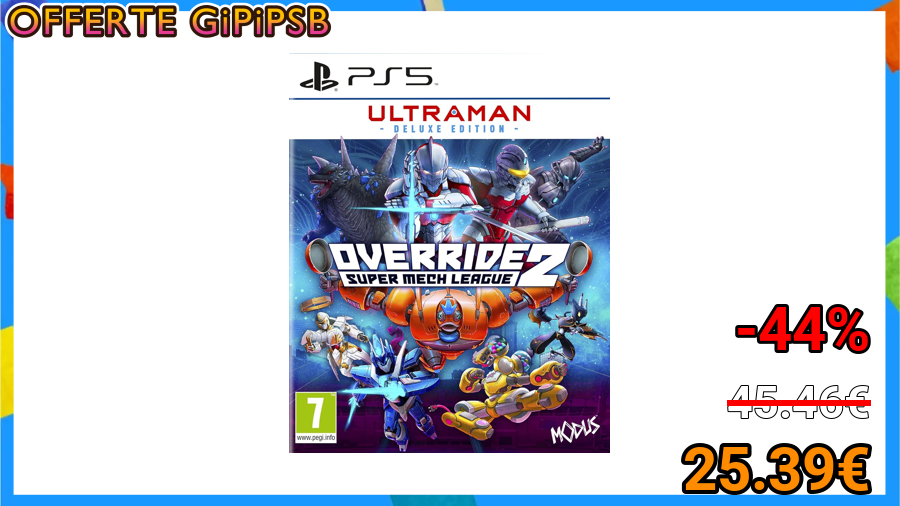 OFFERTE GiPiPSB
PS5
ULTRAMAN
- DELUXE EDITION -
OVERRIDE 2
SUPER MECH LEAGUE
7
www.pegi.info
MODUS
-44%
45.46€
25.39€